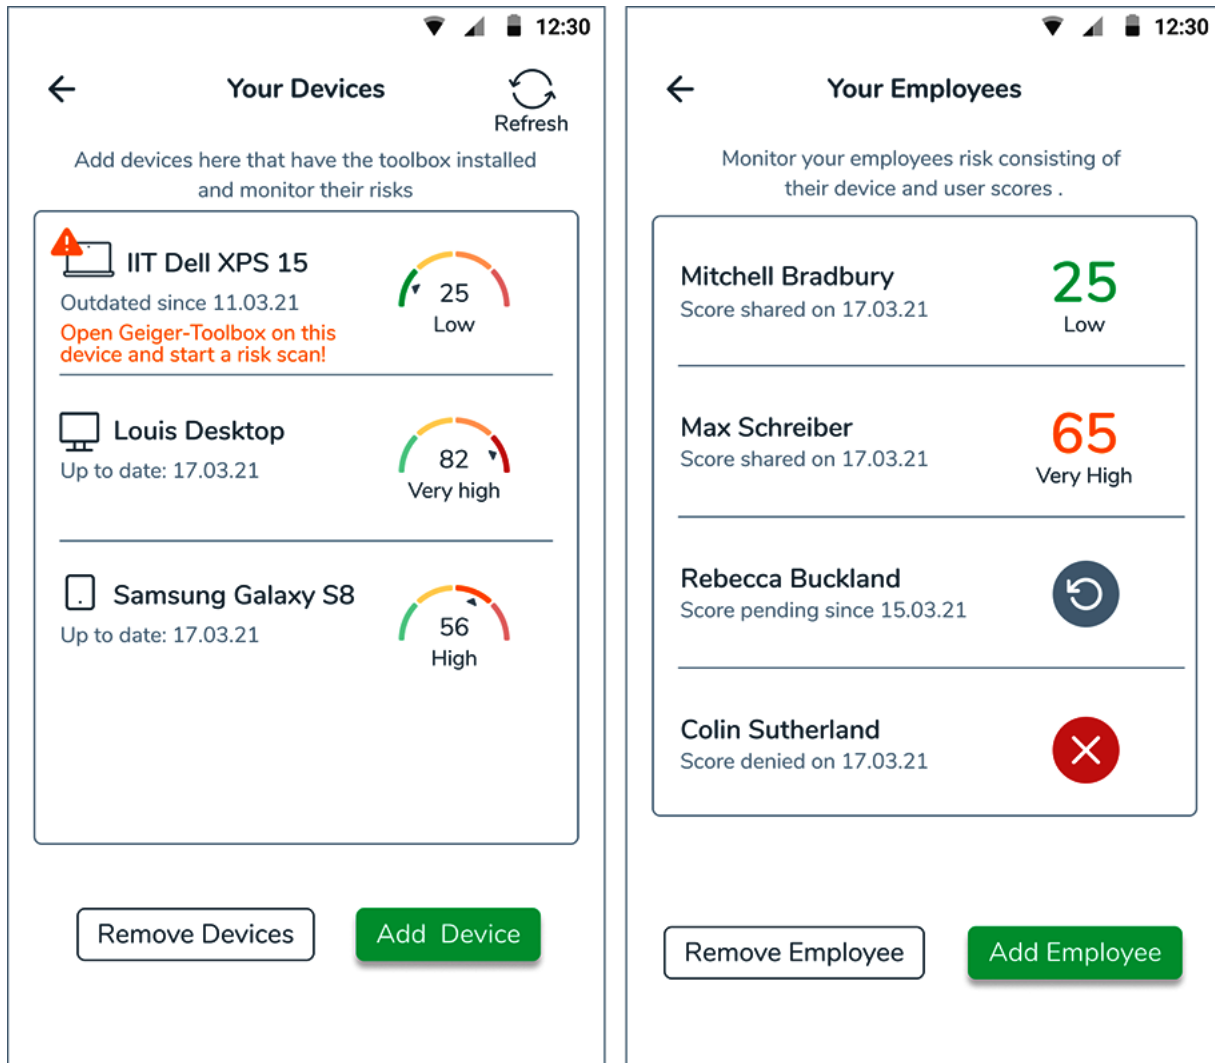 12:30
Your Devices
Refresh
Add devices here that have the toolbox installed
and monitor their risks
IIT Dell XPS 15
Outdated since 11.03.21
Open Geiger-Toolbox on this
device and start a risk scan!
25
Low
Louis Desktop
Up to date: 17.03.21
82
Very high
Samsung Galaxy S8
Up to date: 17.03.21
56
High
Remove Devices
Add Device
12:30
Your Employees
Monitor your employees risk consisting of
their device and user scores .
Mitchell Bradbury
Score shared on 17.03.21
25
Low
Max Schreiber
Score shared on 17.03.21
65
Very High
Rebecca Buckland
Score pending since 15.03.21
Colin Sutherland
Score denied on 17.03.21
Remove Employee
Add Employee